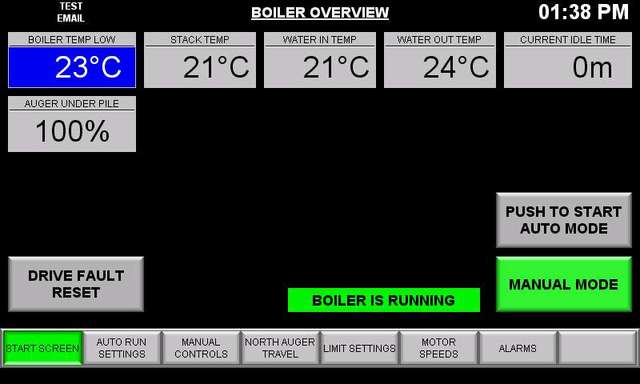 TEST
EMAIL
BOILER OVERVIEW
01:38 PM
BOILER TEMP LOW
23°C
STACK TEMP
21°C
WATER IN TEMP
21°C
WATER OUT TEMP
24°C
CURRENT IDLE TIME
0m
AUGER UNDER PILE
100%
PUSH TO START
AUTO MODE
DRIVE FAULT
RESET
BOILER IS RUNNING
MANUAL MODE
START SCREEN
AUTO RUN
SETTINGS
MANUAL
CONTROLS
NORTH AUGER
TRAVEL
LIMIT SETTINGS
MOTOR
SPEEDS
ALARMS